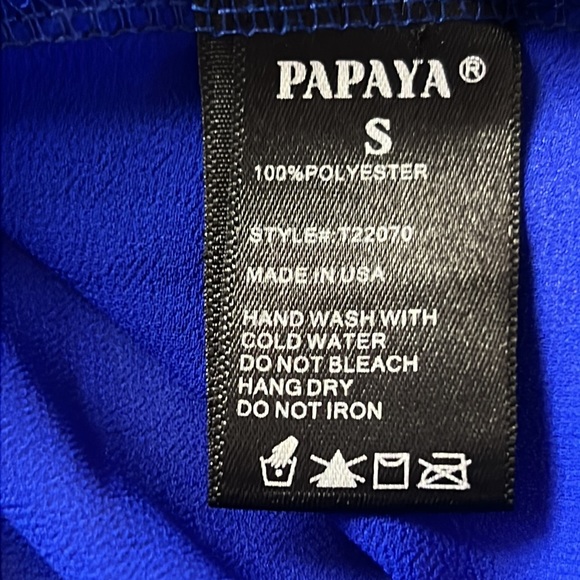 PAPAYA®
S
100%POLYESTER
STYLE#:T22070
MADE IN USA
HAND WASH WITH
COLD WATER
DO NOT BLEACH
HANG DRY
DO NOT IRON